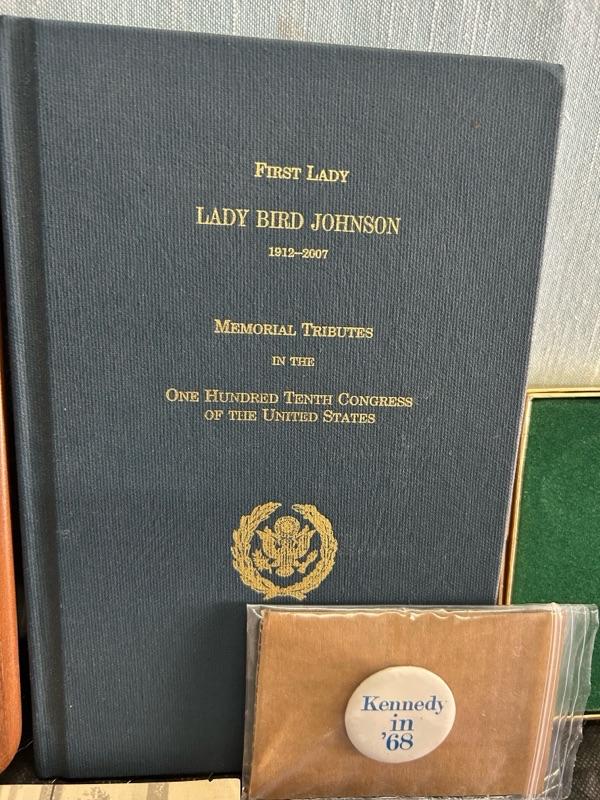 First Lady
LADY BIRD JOHNSON
1912–2007
Memorial Tributes
IN THE
One Hundred Tenth Congress
of the United States
Kennedy
in
'68